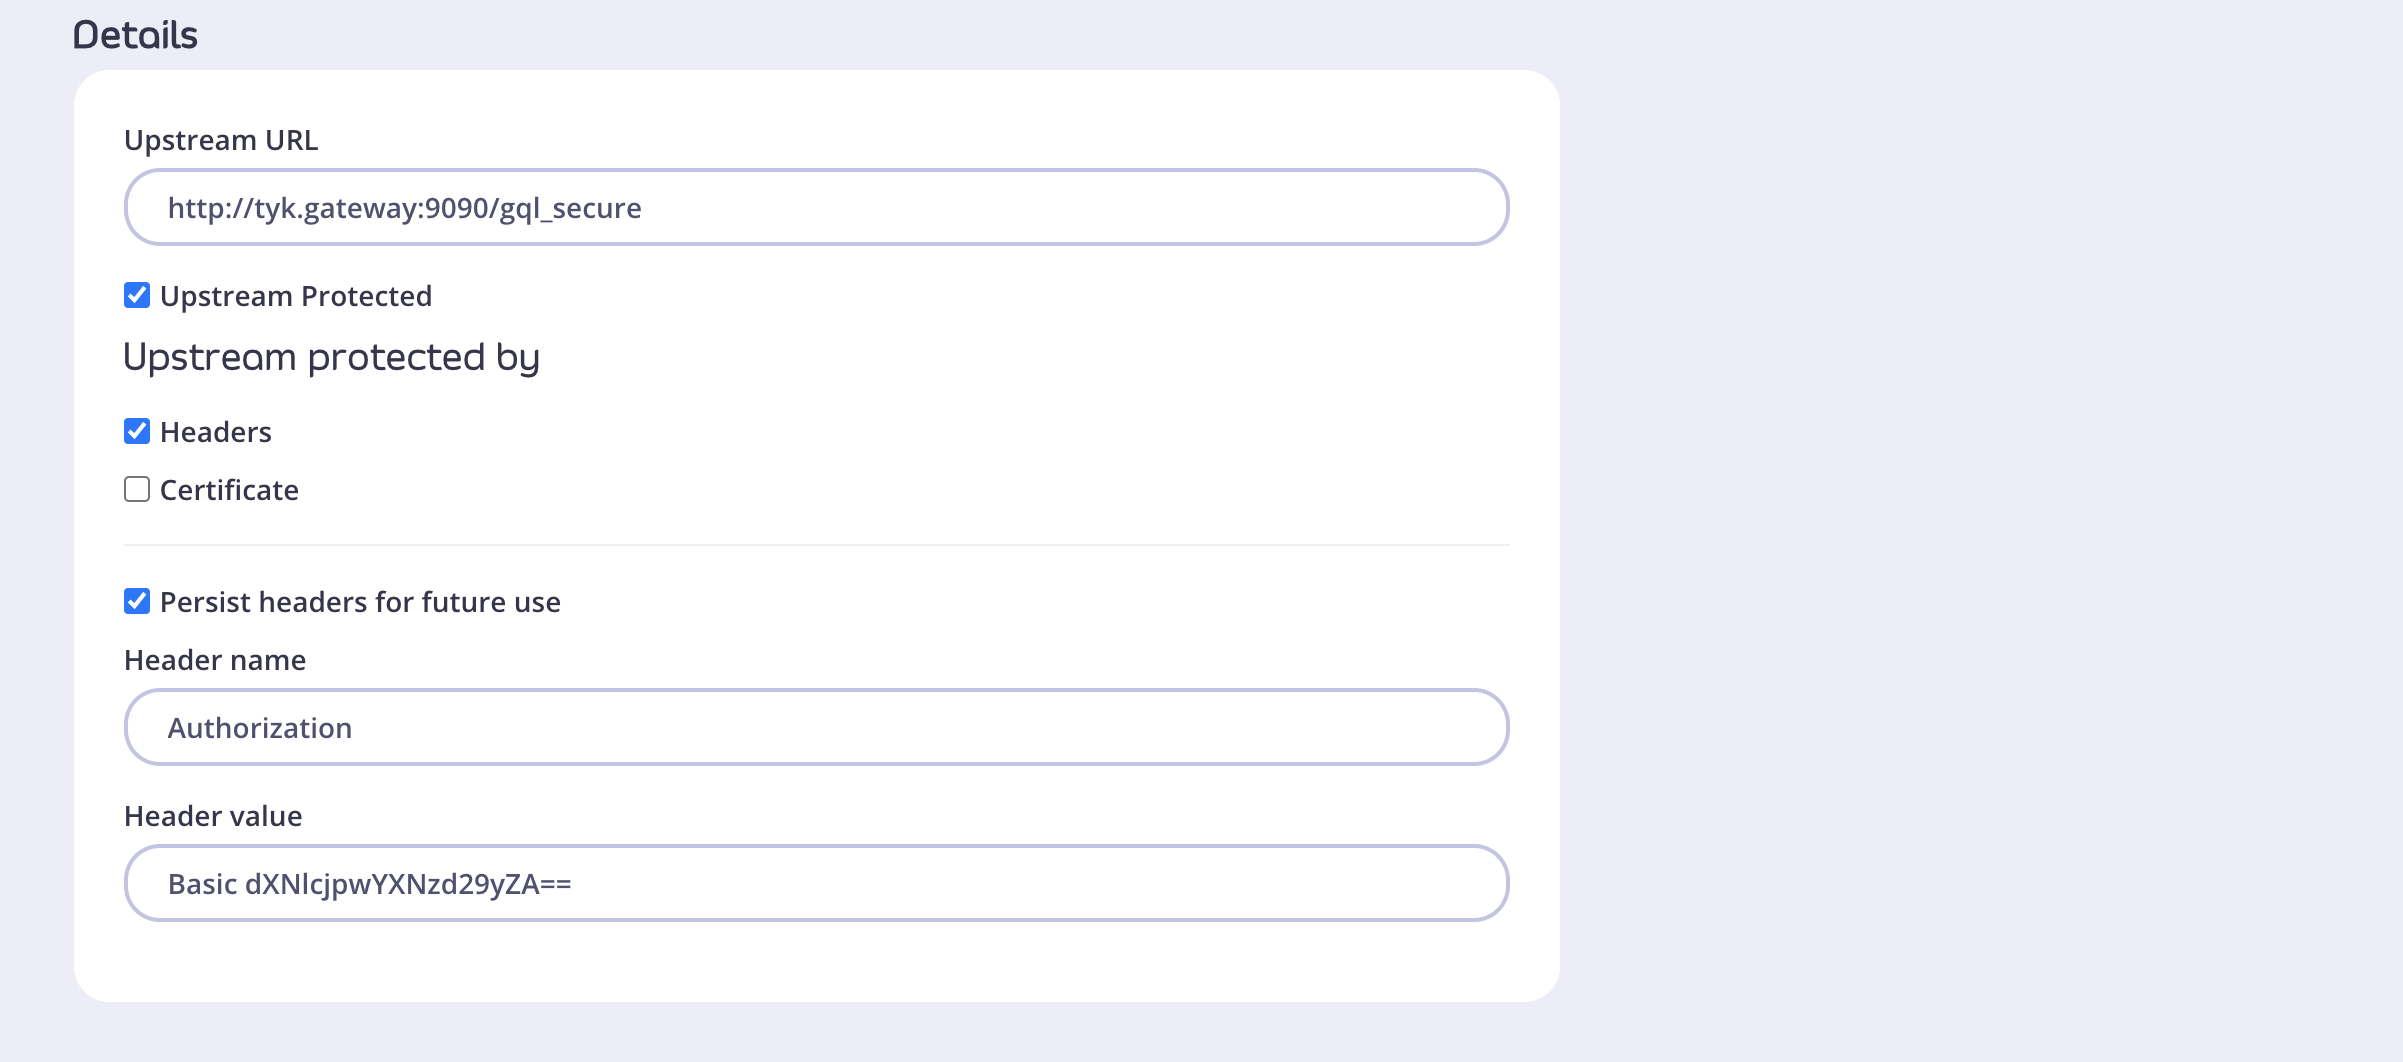 Details
Upstream URL
http://tyk.gateway:9090/gql_secure
Upstream Protected
Upstream protected by
Headers
Certificate
Persist headers for future use
Header name
Authorization
Header value
Basic dXNlcjpwYXNzd29yZA==